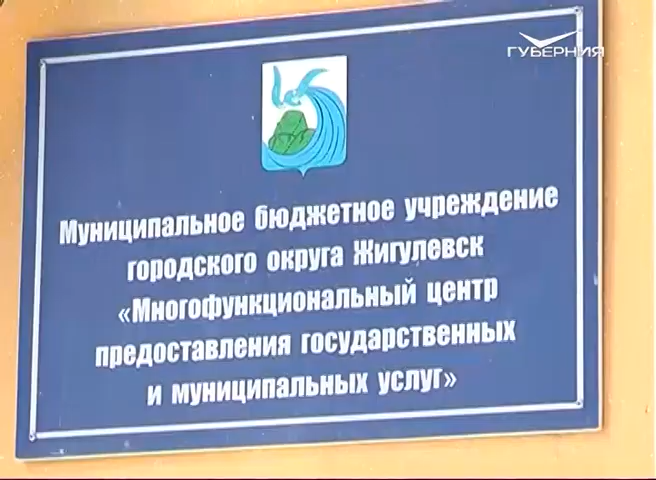 ГУБЕРНИЯ
Муниципальное бюджетное учреждение
городского округа Жигулевск
«Многофункциональный центр
предоставления государственных
и муниципальных услуг»